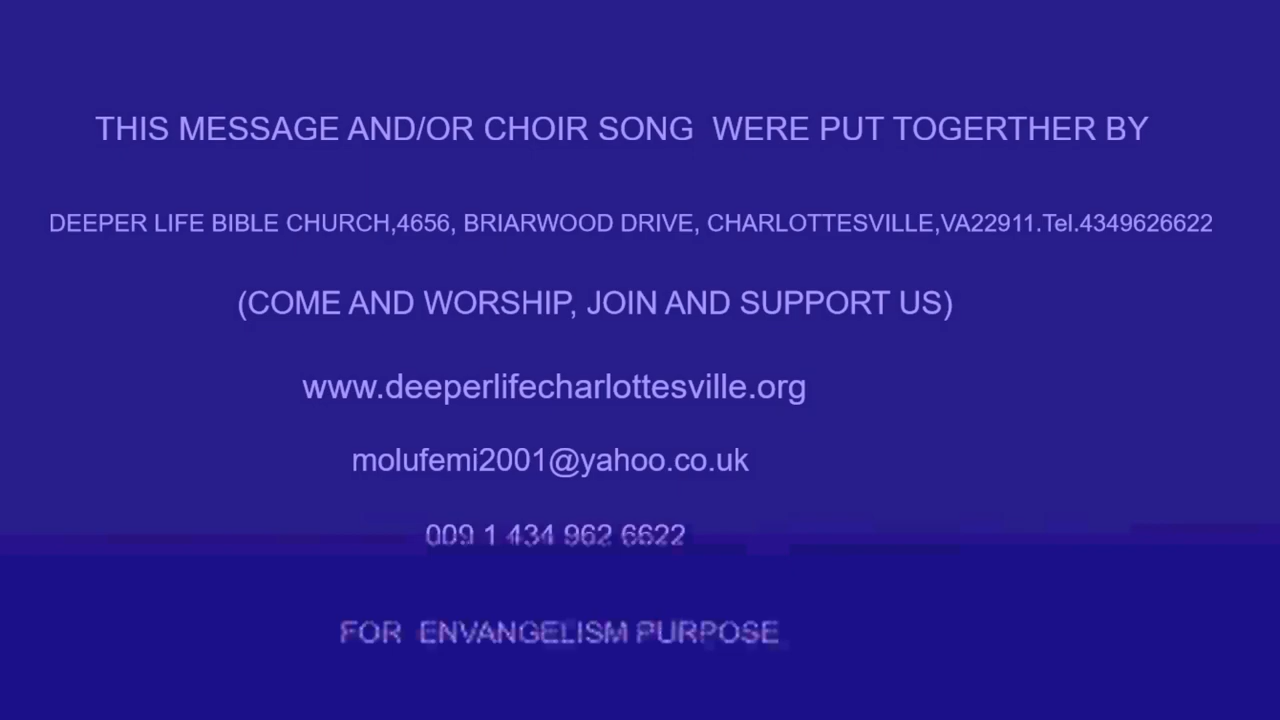 THIS MESSAGE AND/OR CHOIR SONG  WERE PUT TOGERTHER BY
DEEPER LIFE BIBLE CHURCH,4656, BRIARWOOD DRIVE, CHARLOTTESVILLE,VA22911.Tel.4349626622
(COME AND WORSHIP, JOIN AND SUPPORT US)
www.deeperlifecharlottesville.org
molufemi2001@yahoo.co.uk
009 1 434 962 6622
FOR  ENVANGELISM PURPOSE